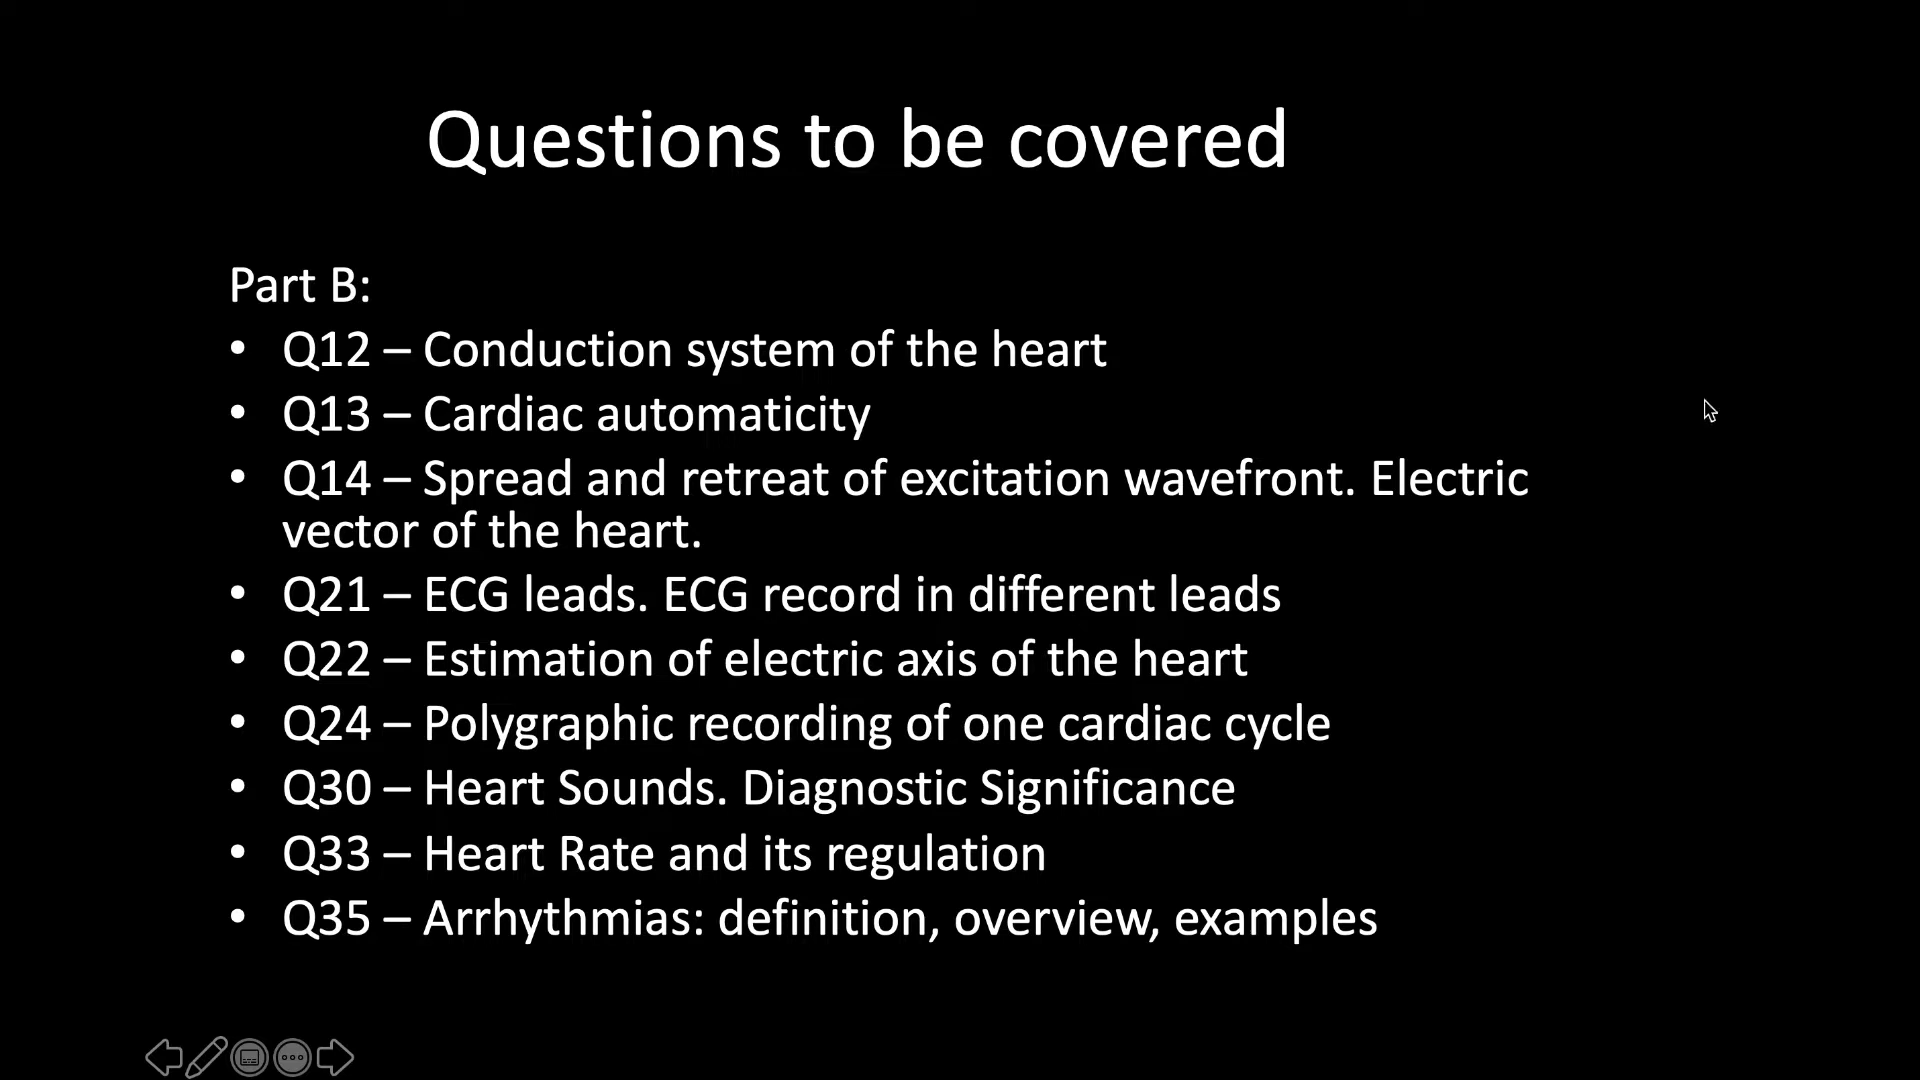 Questions to be covered
Part B:
• Q12 – Conduction system of the heart
• Q13 – Cardiac automaticity
• Q14 – Spread and retreat of excitation wavefront. Electric
vector of the heart.
• Q21 – ECG leads. ECG record in different leads
• Q22 – Estimation of electric axis of the heart
• Q24 – Polygraphic recording of one cardiac cycle
• Q30 – Heart Sounds. Diagnostic Significance
• Q33 – Heart Rate and its regulation
• Q35 – Arrhythmias: definition, overview, examples